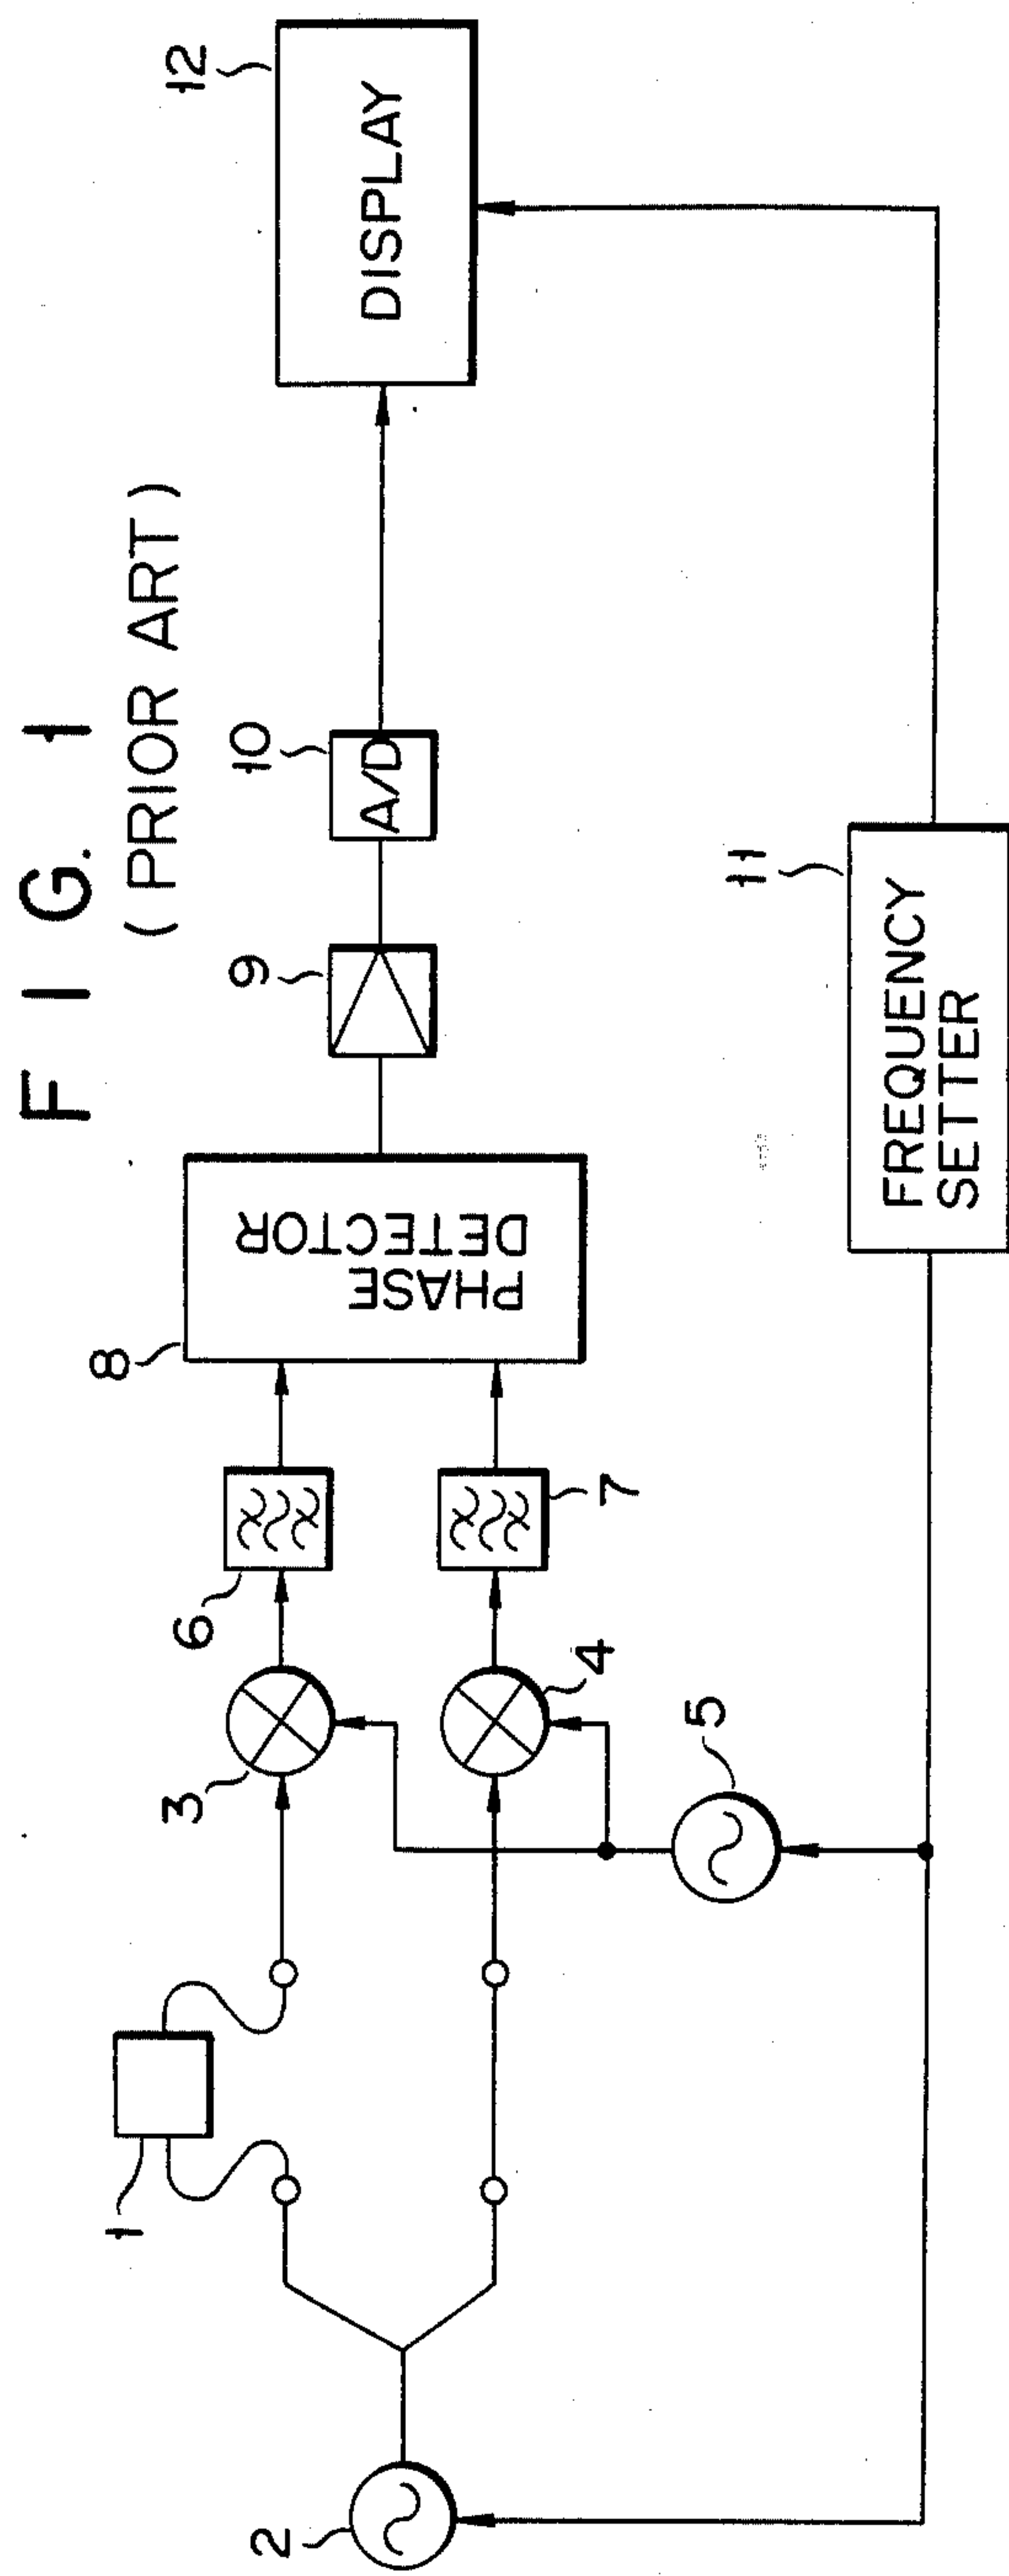 FIG. 1
(PRIOR ART)
1
2
3
4
5
6
7
8
PHASE
DETECTOR
9
10
A/D
11
FREQUENCY
SETTER
12
DISPLAY